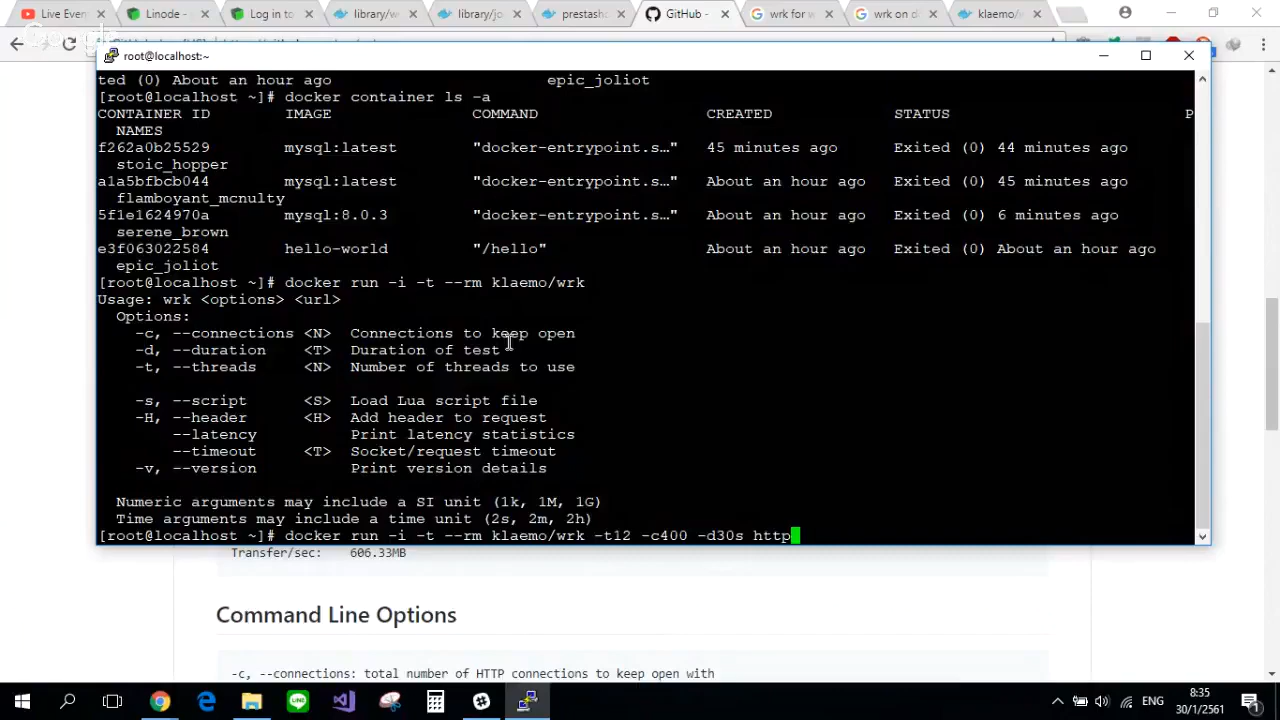 Live Even
Linode -
Log in to
library/w
library/jo
prestasho
GitHub -
wrk for
wrk on d
klaemo/
root@localhost:~
ted (0) About an hour ago epic_joliot
[root@localhost ~]# docker container ls -a
CONTAINER ID IMAGE COMMAND CREATED STATUS P
NAMES
f262a0b25529 mysql:latest "docker-entrypoint.s…" 45 minutes ago Exited (0) 44 minutes ago
stoic_hopper
a1a5bfbcb044 mysql:latest "docker-entrypoint.s…" About an hour ago Exited (0) 45 minutes ago
flamboyant_mcnulty
5f1e1624970a mysql:8.0.3 "docker-entrypoint.s…" About an hour ago Exited (0) 6 minutes ago
serene_brown
e3f063022584 hello-world "/hello" About an hour ago Exited (0) About an hour ago
epic_joliot
[root@localhost ~]# docker run -i -t --rm klaemo/wrk
Usage: wrk <options> <url>
Options:
-c, --connections <N> Connections to keep open
-d, --duration <T> Duration of test
-t, --threads <N> Number of threads to use
-s, --script <S> Load Lua script file
-H, --header <H> Add header to request
--latency Print latency statistics
--timeout <T> Socket/request timeout
-v, --version Print version details
Numeric arguments may include a SI unit (1k, 1M, 1G)
Time arguments may include a time unit (2s, 2m, 2h)
[root@localhost ~]# docker run -i -t --rm klaemo/wrk -t12 -c400 -d30s http
Transfer/sec: 606.33MB
Command Line Options
-c, --connections: total number of HTTP connections to keep open with
ENG
8:35
30/1/2561